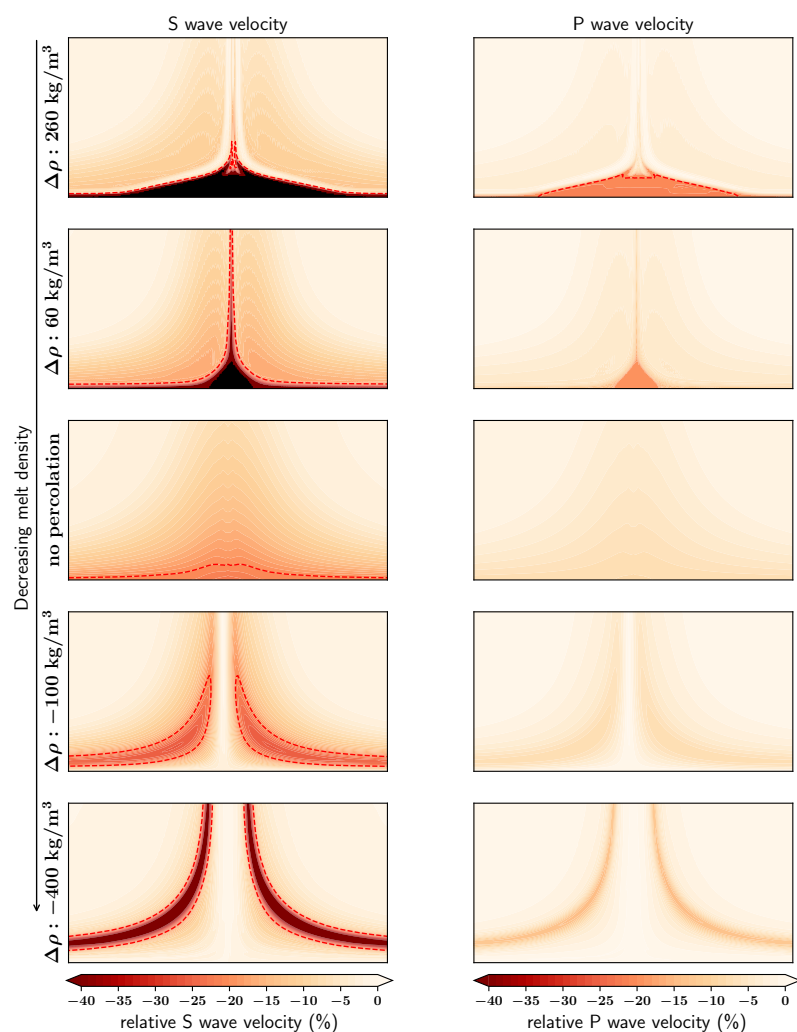 S wave velocity
P wave velocity
Δρ : 260 kg/m³
Δρ : 60 kg/m³
no percolation
Δρ : −100 kg/m³
Δρ : −400 kg/m³
Decreasing melt density
−40 −35 −30 −25 −20 −15 −10 −5 0
relative S wave velocity (%)
−40 −35 −30 −25 −20 −15 −10 −5 0
relative P wave velocity (%)